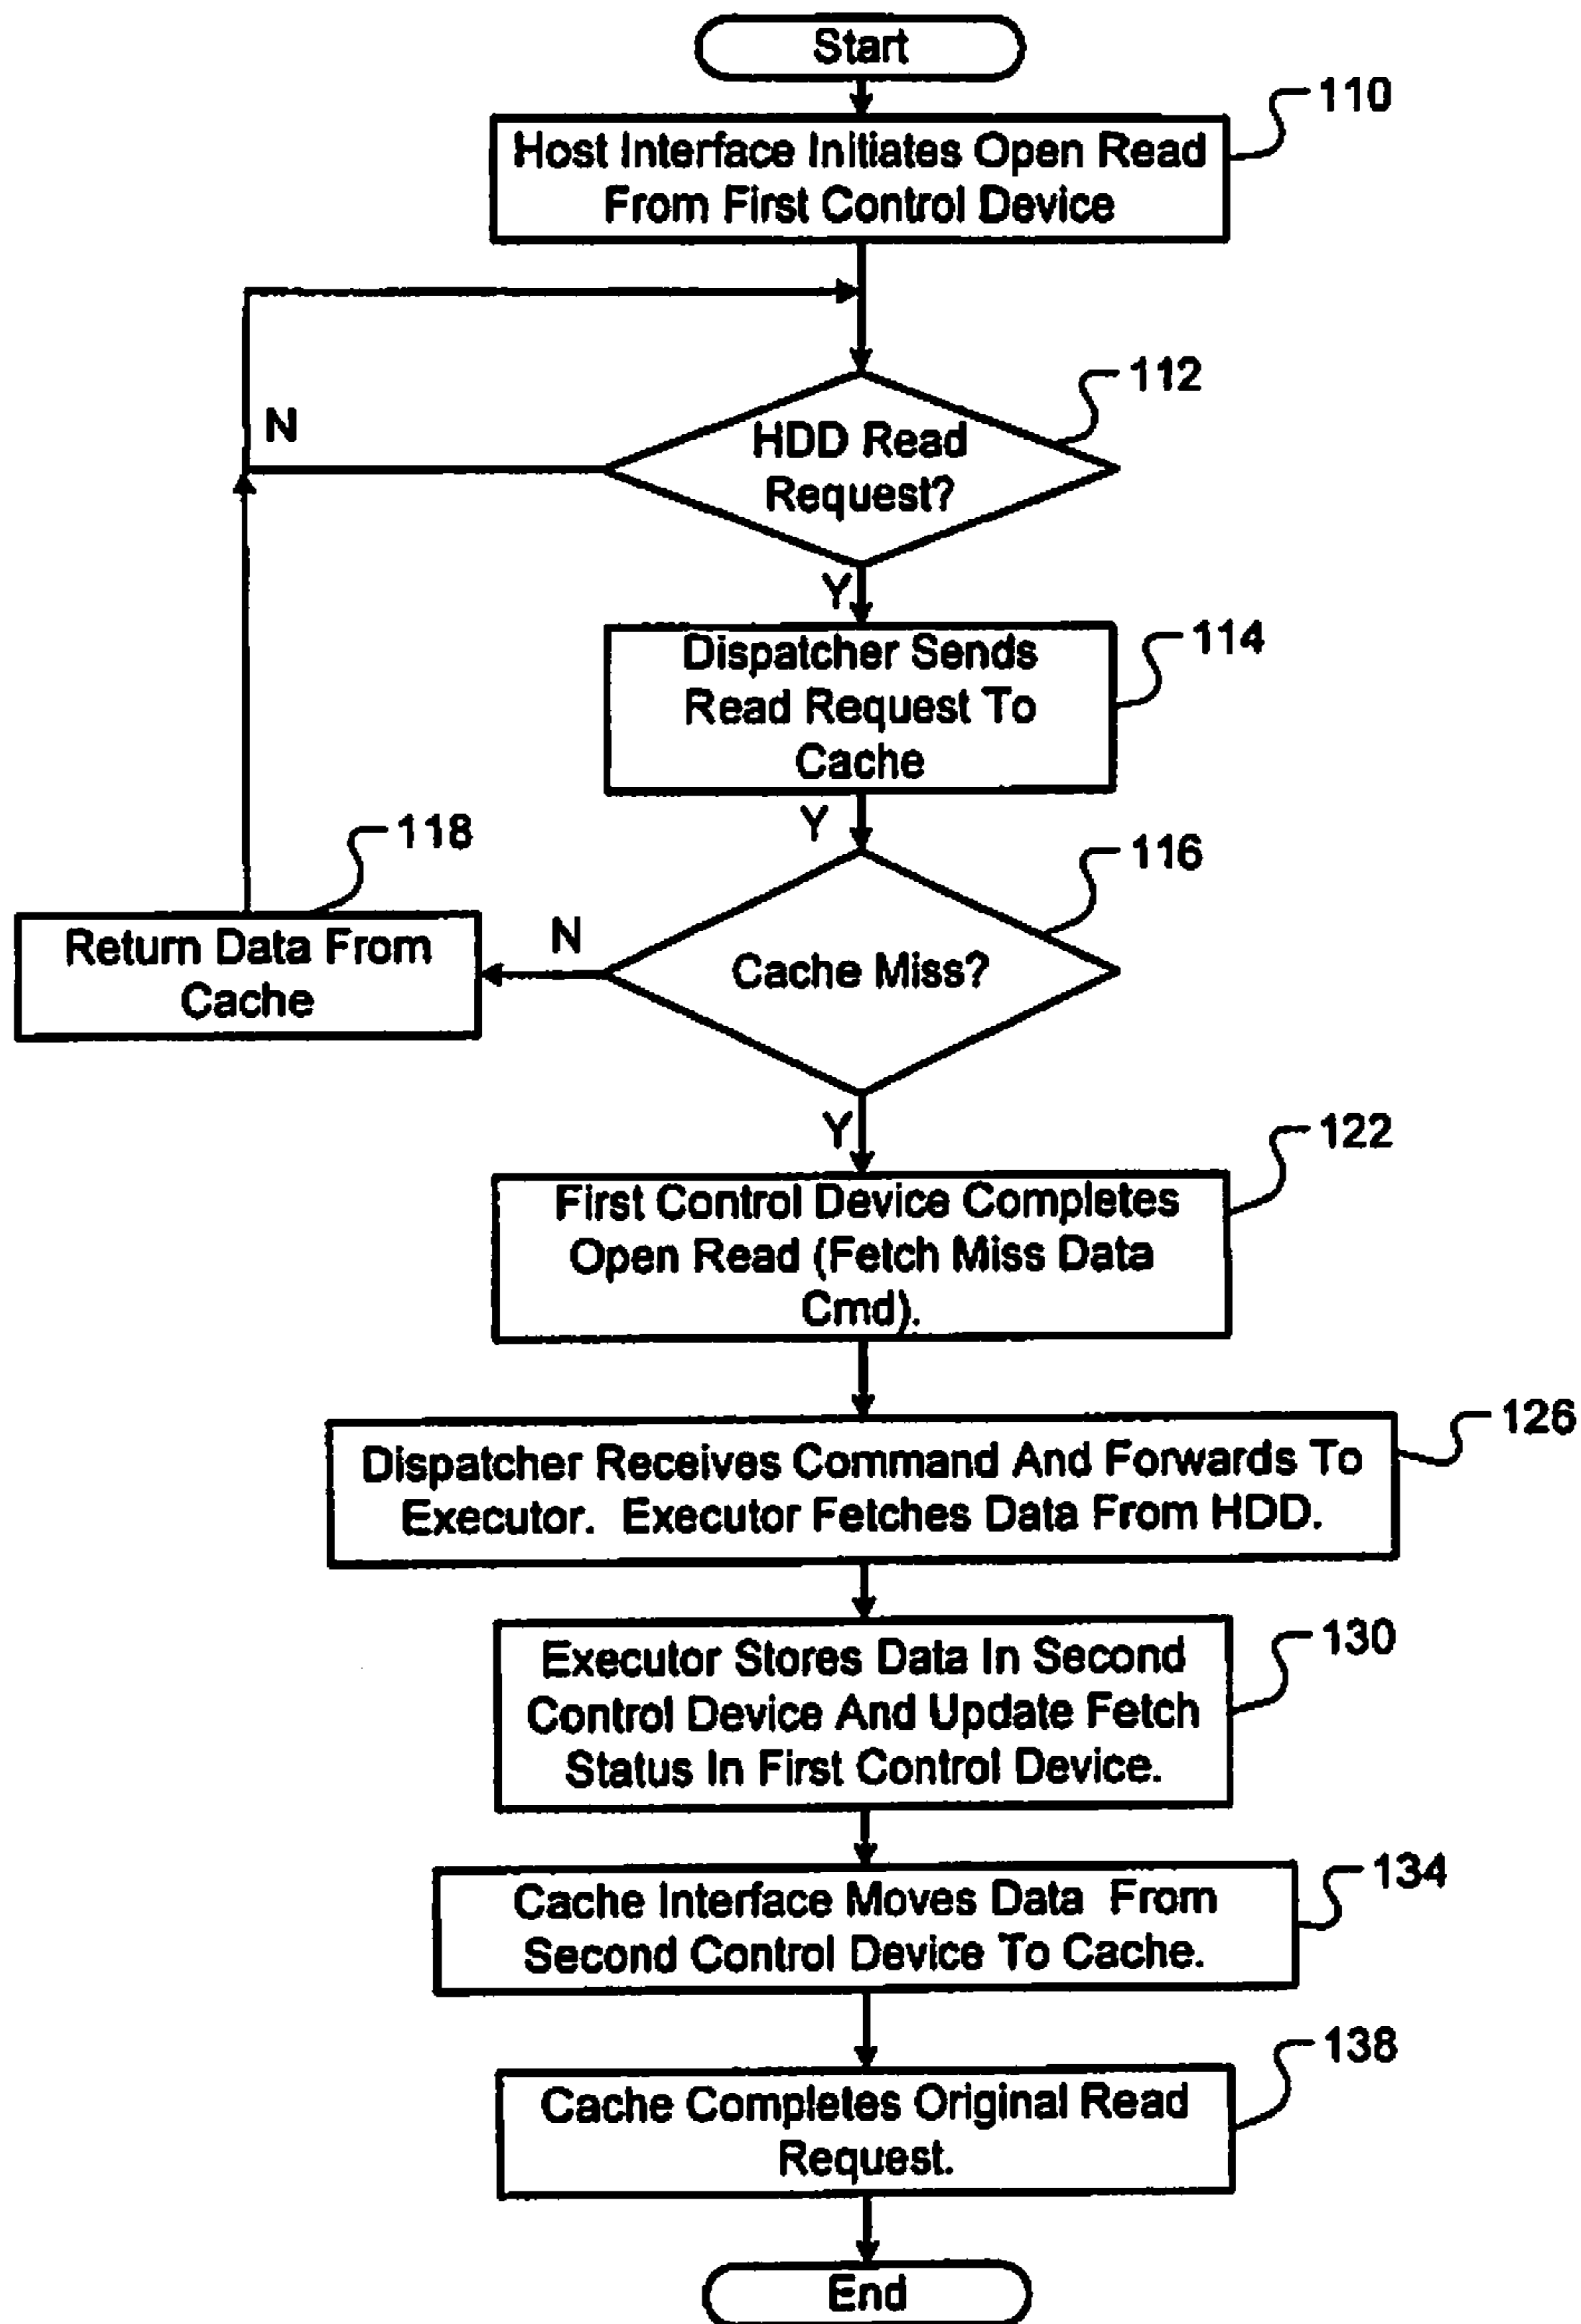 Start
110
Host Interface Initiates Open Read
From First Control Device
112
N
HDD Read
Request?
Y
Dispatcher Sends
Read Request To
Cache
114
Y
118
116
Return Data From
Cache
N
Cache Miss?
Y
122
First Control Device Completes
Open Read (Fetch Miss Data
Cmd).
126
Dispatcher Receives Command And Forwards To
Executor. Executor Fetches Data From HDD.
130
Executor Stores Data In Second
Control Device And Update Fetch
Status In First Control Device.
134
Cache Interface Moves Data From
Second Control Device To Cache.
138
Cache Completes Original Read
Request.
End